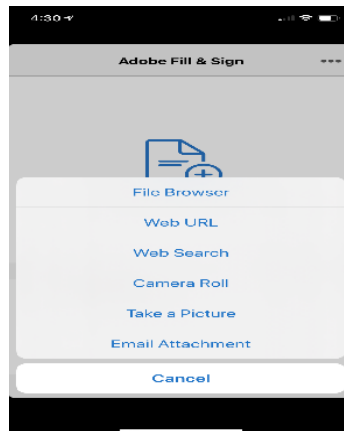 4:30
Adobe Fill & Sign
File Browser
Web URL
Web Search
Camera Roll
Take a Picture
Email Attachment
Cancel